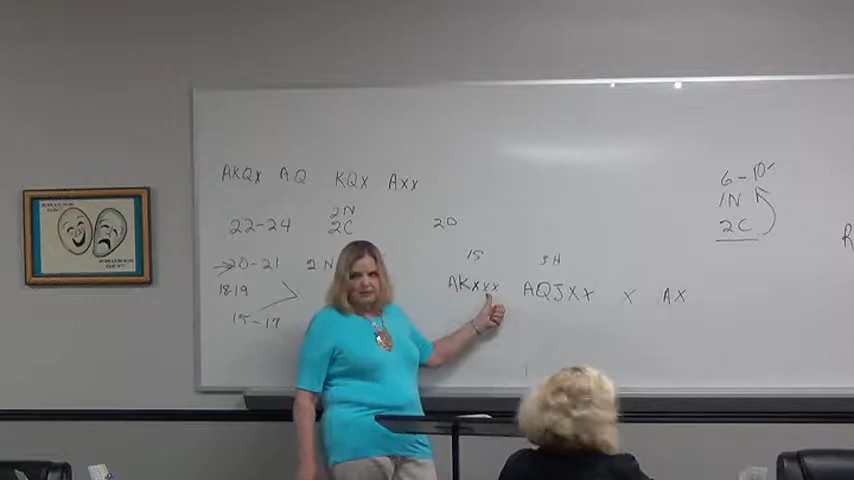 AKQx AQ KQx Axx
6-10
22-24 2N 2D 1N
2C 2C
1S 3H
20-21 2N
AKxxx AQJXX X AX
1819
15-17
R